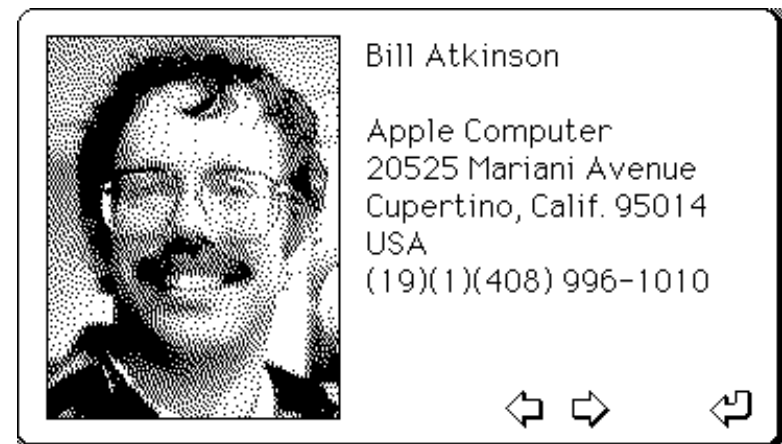 Bill Atkinson
Apple Computer
20525 Mariani Avenue
Cupertino, Calif. 95014
USA
(19)(1)(408) 996-1010